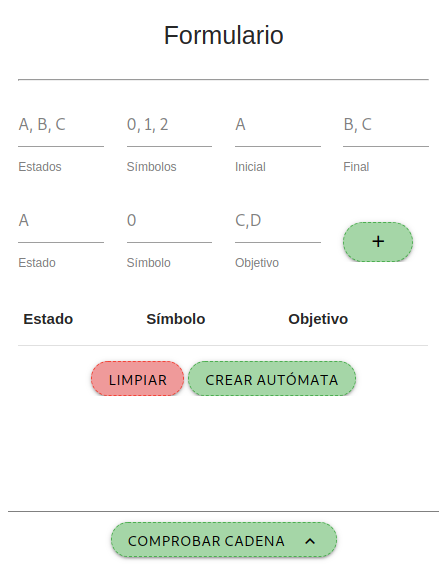 Formulario
A, B, C 0, 1, 2 A B, C
Estados Símbolos Inicial Final
A 0 C,D +
Estado Símbolo Objetivo
Estado Símbolo Objetivo
LIMPIAR CREAR AUTÓMATA
COMPROBAR CADENA